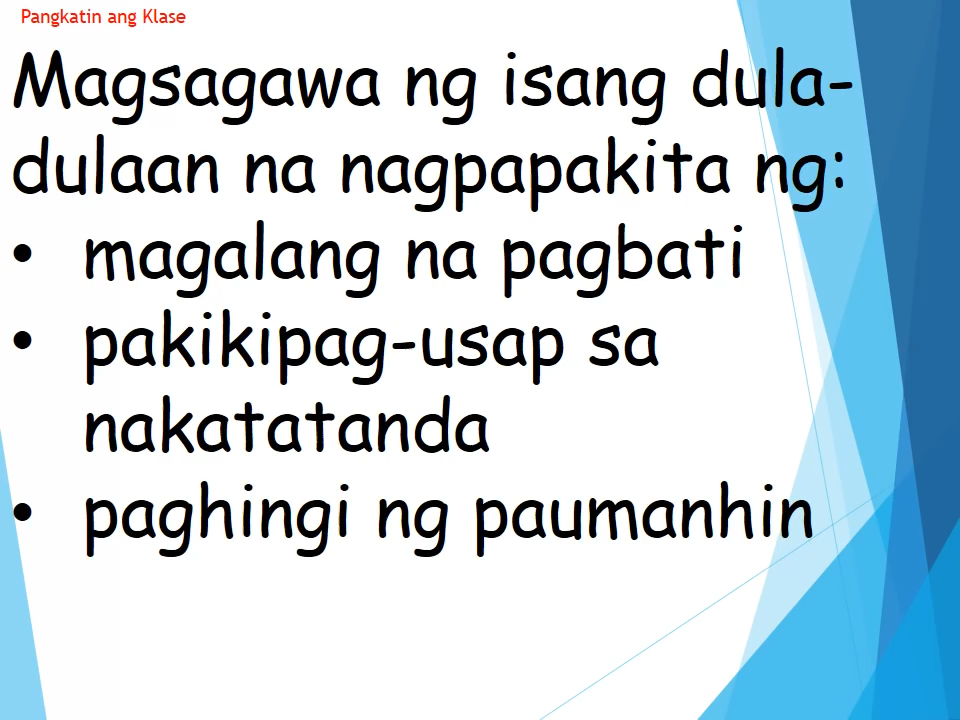 Pangkatin ang Klase
Magsagawa ng isang dula-
dulaan na nagpapakita ng:
• magalang na pagbati
• pakikipag-usap sa
nakatatanda
• paghingi ng paumanhin